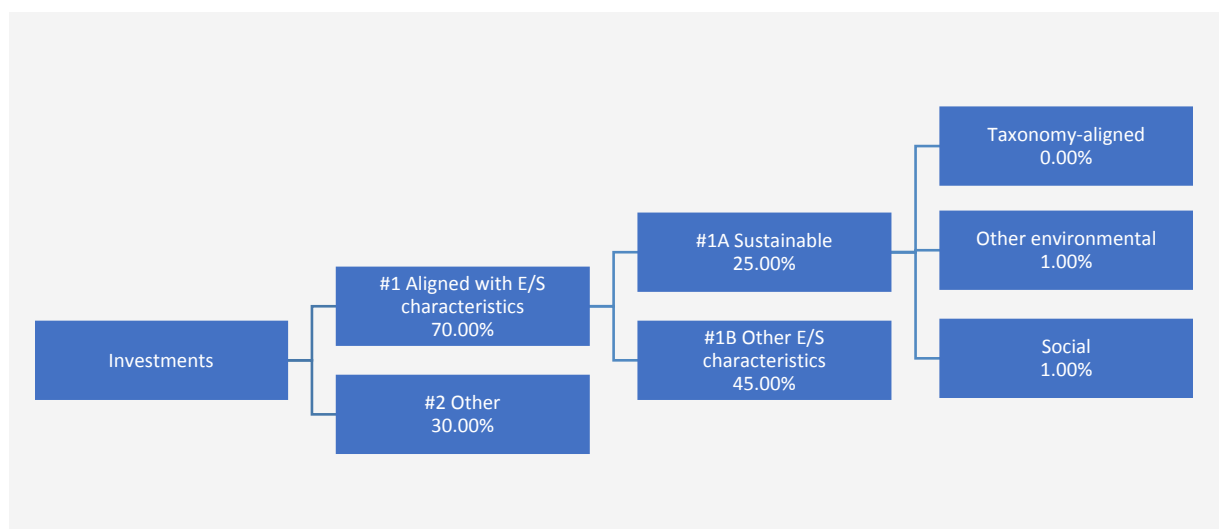 Investments
#1 Aligned with E/S
characteristics
70.00%
#2 Other
30.00%
#1A Sustainable
25.00%
#1B Other E/S
characteristics
45.00%
Taxonomy-aligned
0.00%
Other environmental
1.00%
Social
1.00%